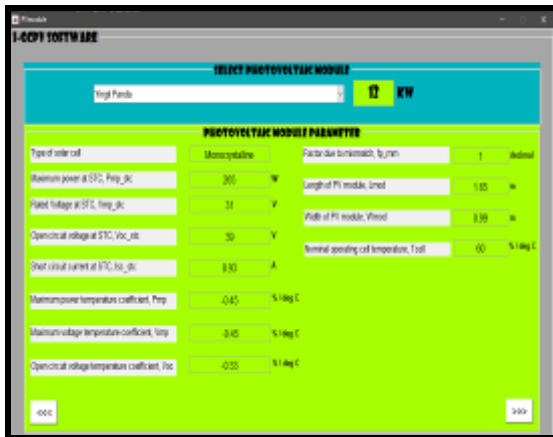 I-GCPV SOFTWARE
SELECT PHOTOVOLTAIC MODULE
Yingli Panda
12 KW
PHOTOVOLTAIC MODULE PARAMETER
Type of solar cell Monocrystalline
Factor due to mismatch, fp_mm 1 decimal
Maximum power at STC, Pmp_stc 265 W
Length of PV module, Lmod 1.65 m
Rated Voltage at STC, Vmp_stc 31 V
Width of PV module, Wmod 0.99 m
Open circuit voltage at STC, Voc_stc 39 V
Nominal operating cell temperature, Tcell 60 % / deg C
Short circuit current at STC, Isc_stc A
Maximum power temperature coefficient, Pmp -0.45 % / deg C
Maximum voltage temperature coefficient, Vmp -0.45 % / deg C
Open circuit voltage temperature coefficient, Voc -0.33 % / deg C
<<<
>>>